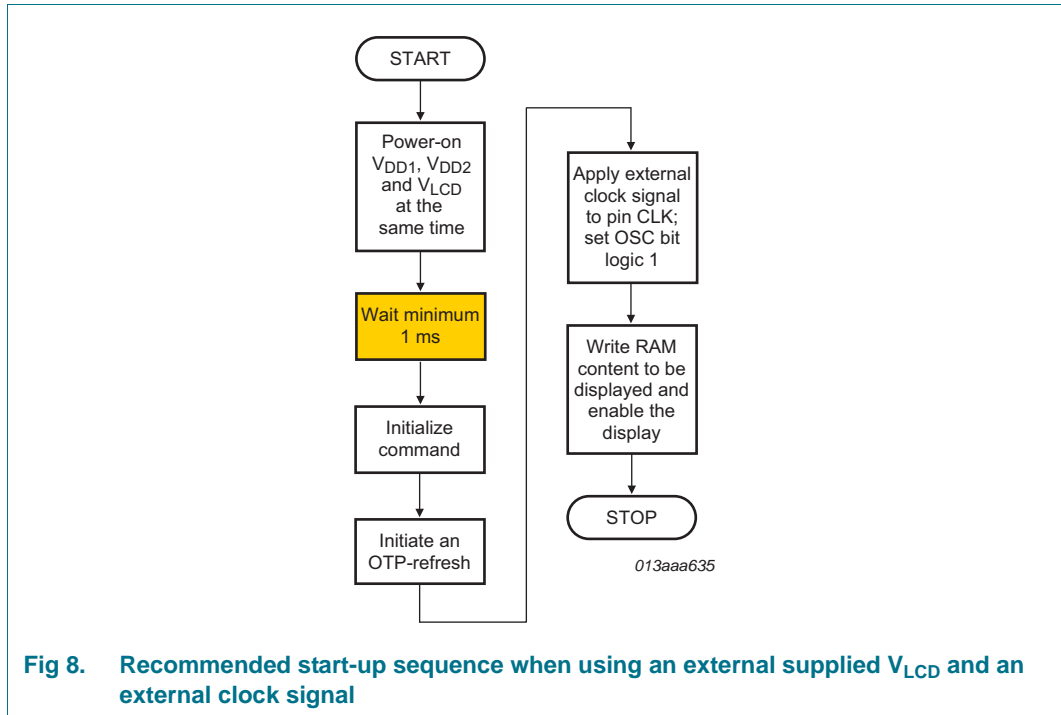 START
Power-on
VDD1, VDD2
and VLCD
at the
same time
Wait minimum
1 ms
Initialize
command
Initiate an
OTP-refresh
Apply external
clock signal
to pin CLK;
set OSC bit
logic 1
Write RAM
content to be
displayed and
enable the
display
STOP
013aaa635
Fig 8. Recommended start-up sequence when using an external supplied VLCD and an
external clock signal